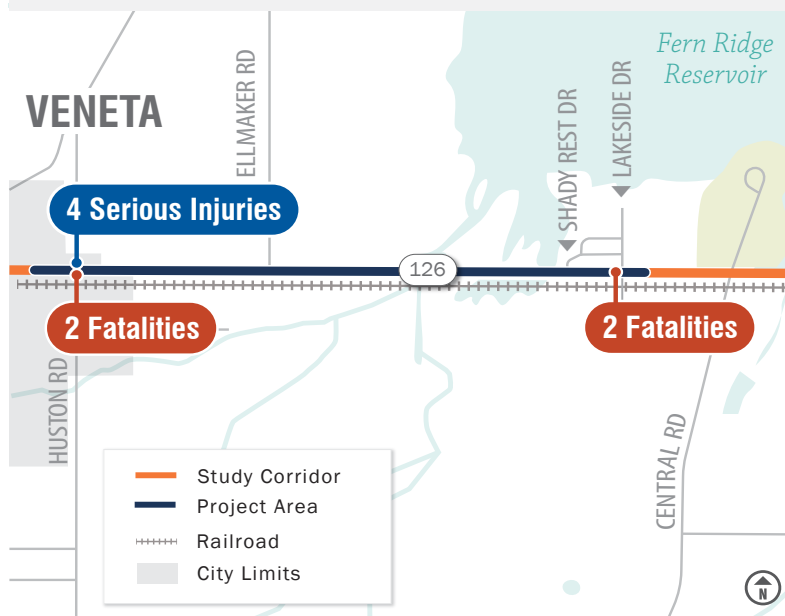 Fern Ridge
Reservoir
VENETA
ELLMAKER RD
SHADY REST DR
LAKESIDE DR
4 Serious Injuries
126
2 Fatalities
2 Fatalities
HUSTON RD
CENTRAL RD
Study Corridor
Project Area
Railroad
City Limits
N